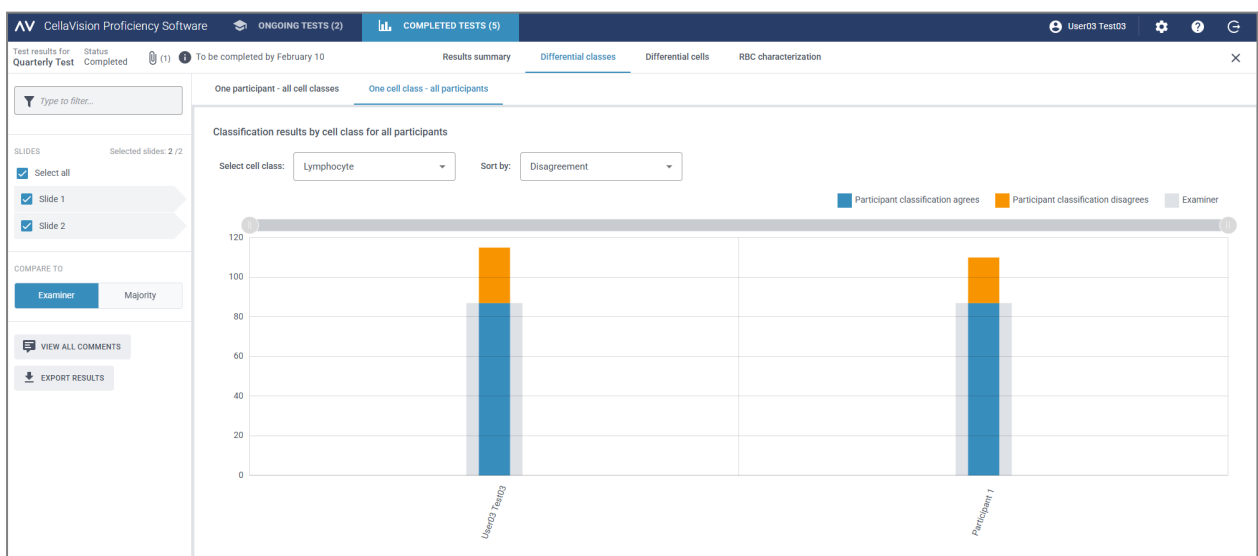 CellaVision Proficiency Software ONGOING TESTS (2) COMPLETED TESTS (5) User03 Test03
Test results for Status
Quarterly Test Completed (1) To be completed by February 10 Results summary Differential classes Differential cells RBC characterization
Type to filter... One participant - all cell classes One cell class - all participants
Classification results by cell class for all participants
SLIDES Selected slides: 2 /2
Select cell class: Lymphocyte Sort by: Disagreement
Select all
Slide 1 Participant classification agrees Participant classification disagrees Examiner
Slide 2
120
COMPARE TO
100
Examiner Majority
80
VIEW ALL COMMENTS
60
EXPORT RESULTS
40
20
0
User03 Test03 Participant 1